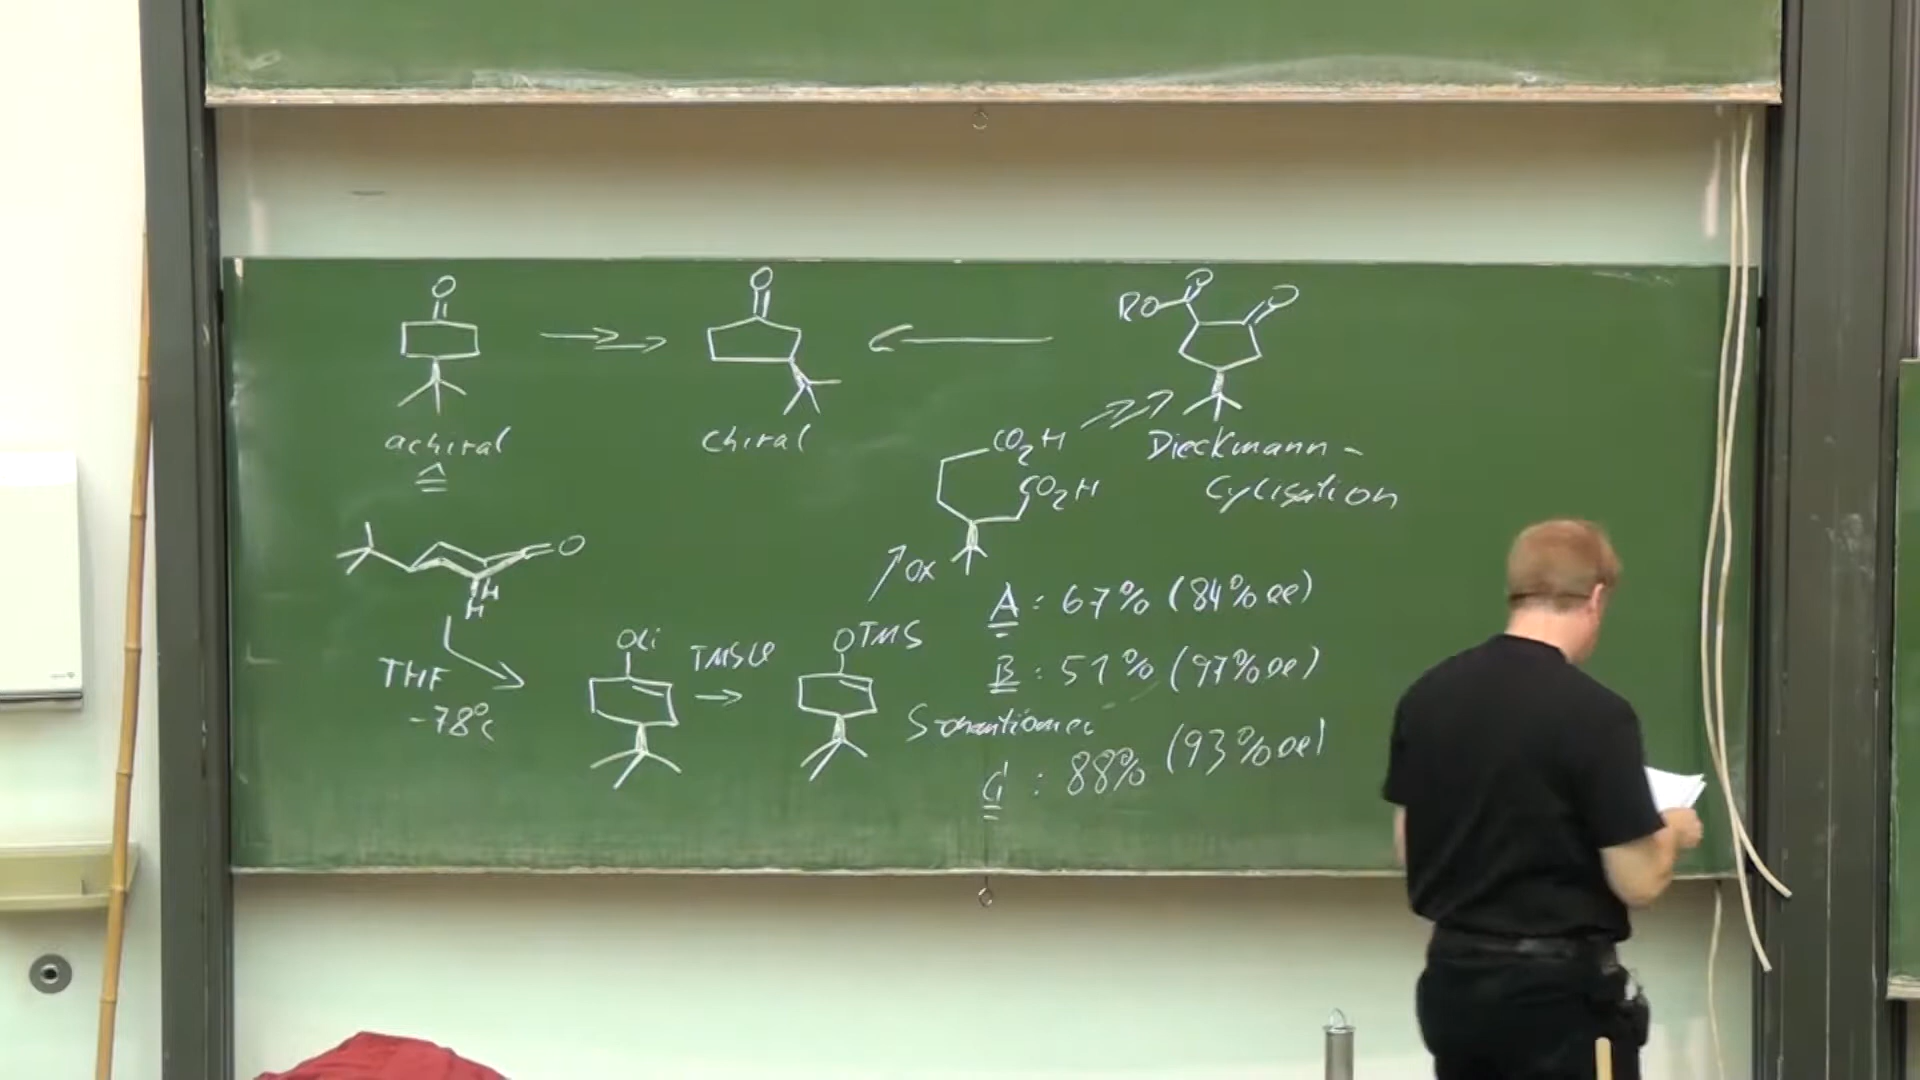 O
O
RO
O
O
achiral
chiral
CO2H
CO2H
Dieckmann-
Cylisation
O
H
H
Ox
THF
-78°C
OLi
TMSCl
OTMS
A : 67% (84% ee)
B : 51% (97% ee)
S-enantiomer
C : 88% (93% ee)